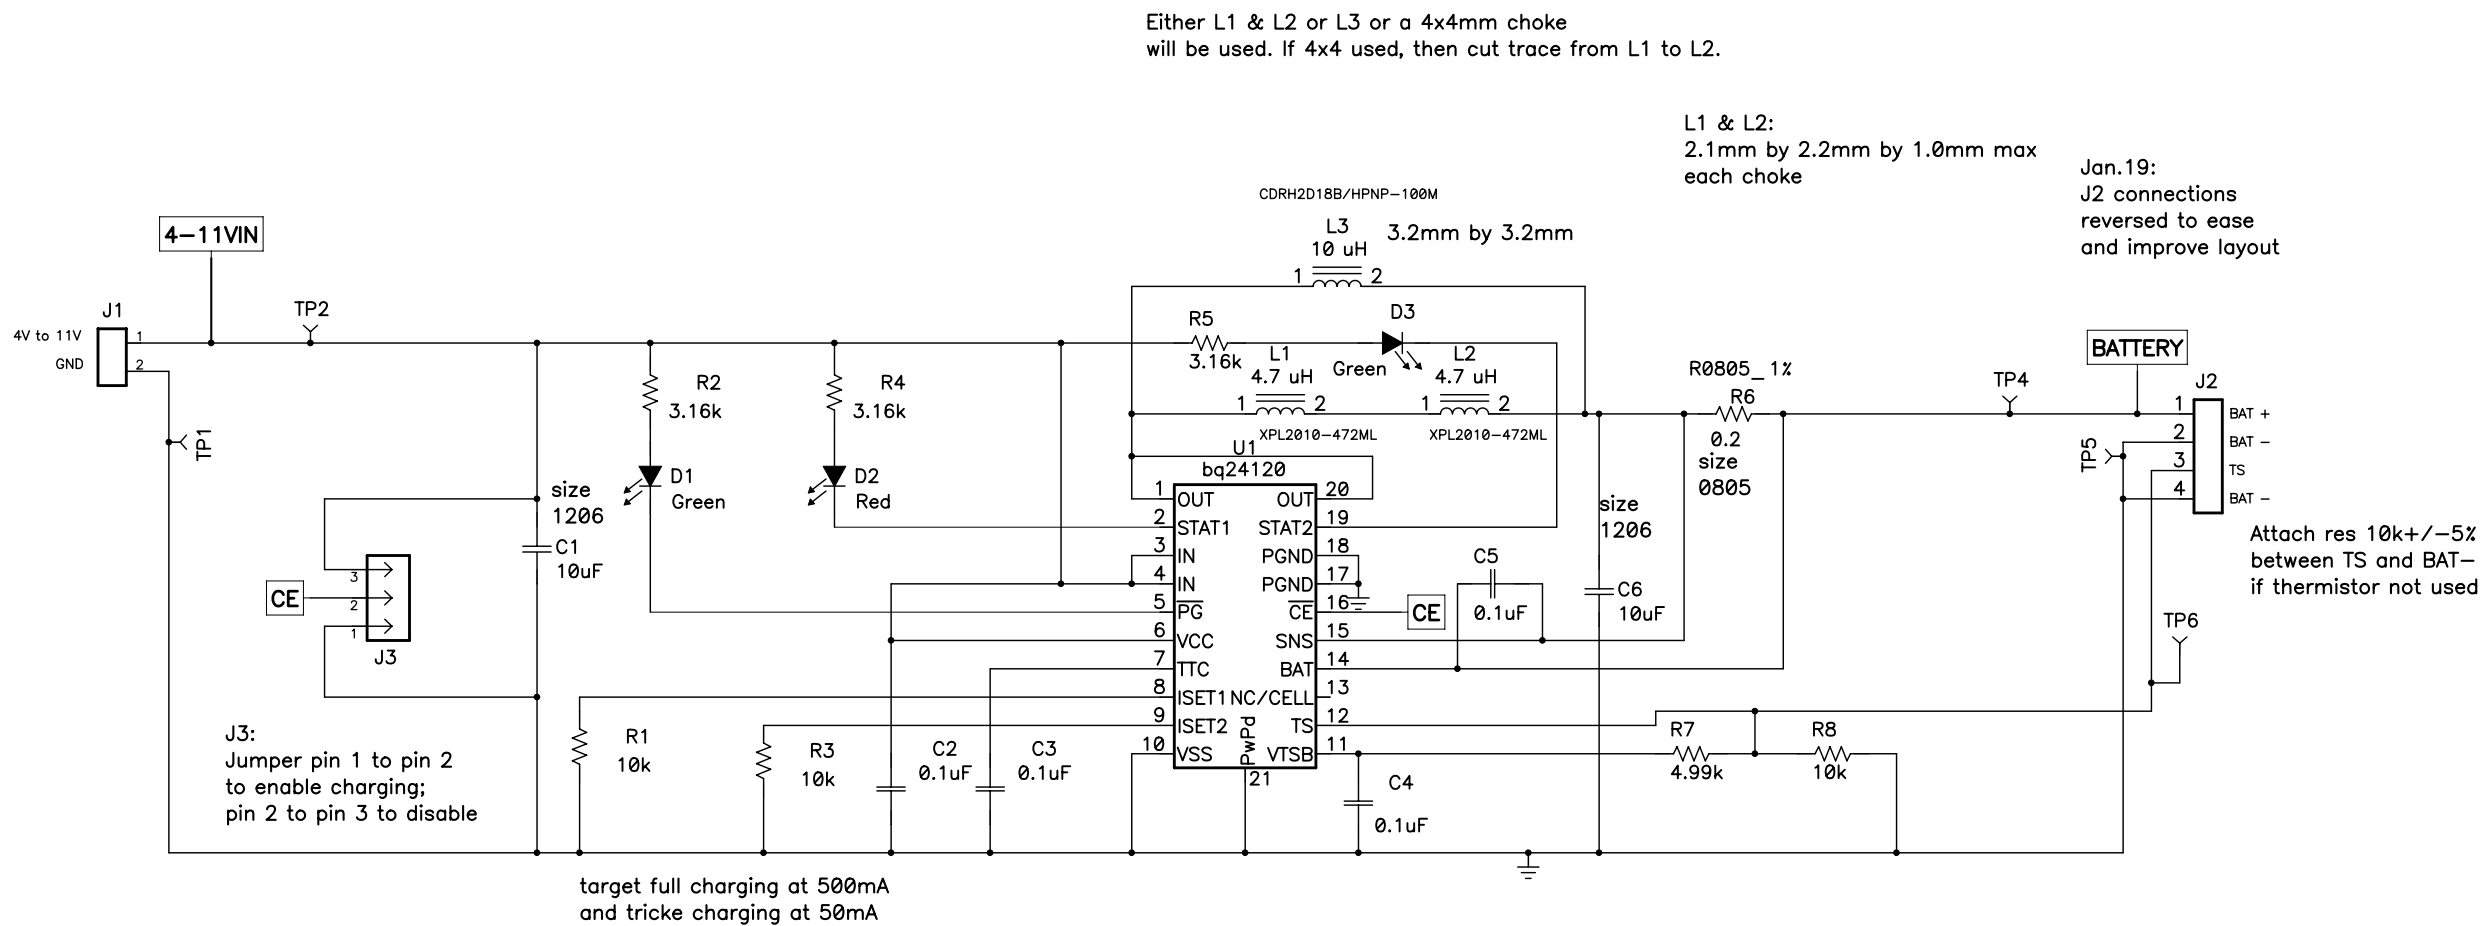 Either L1 & L2 or L3 or a 4x4mm choke
will be used. If 4x4 used, then cut trace from L1 to L2.
L1 & L2:
2.1mm by 2.2mm by 1.0mm max
each choke
Jan.19:
J2 connections
reversed to ease
and improve layout
CDRH2D18B/HPNP-100M
L3
10 uH
3.2mm by 3.2mm
1
2
4-11VIN
J1
4V to 11V
GND
1
2
TP2
TP1
R5
3.16k
D3
Green
L1
4.7 uH
1
2
XPL2010-472ML
L2
4.7 uH
1
2
XPL2010-472ML
R0805_1%
R6
0.2
size
0805
TP4
BATTERY
J2
1
2
3
4
BAT +
BAT -
TS
BAT -
TP5
Attach res 10k+/-5%
between TS and BAT-
if thermistor not used
TP6
R2
3.16k
R4
3.16k
D1
Green
D2
Red
size
1206
C1
10uF
CE
3
2
1
J3
J3:
Jumper pin 1 to pin 2
to enable charging;
pin 2 to pin 3 to disable
U1
bq24120
1 OUT
2 STAT1
3 IN
4 IN
5 PG
6 VCC
7 TTC
8 ISET1
9 ISET2
10 VSS
OUT 20
STAT2 19
PGND 18
PGND 17
CE 16
SNS 15
BAT 14
NC/CELL 13
TS 12
VTSB 11
PwPd
21
CE
C5
0.1uF
size
1206
C6
10uF
R1
10k
R3
10k
C2
0.1uF
C3
0.1uF
C4
0.1uF
R7
4.99k
R8
10k
target full charging at 500mA
and tricke charging at 50mA